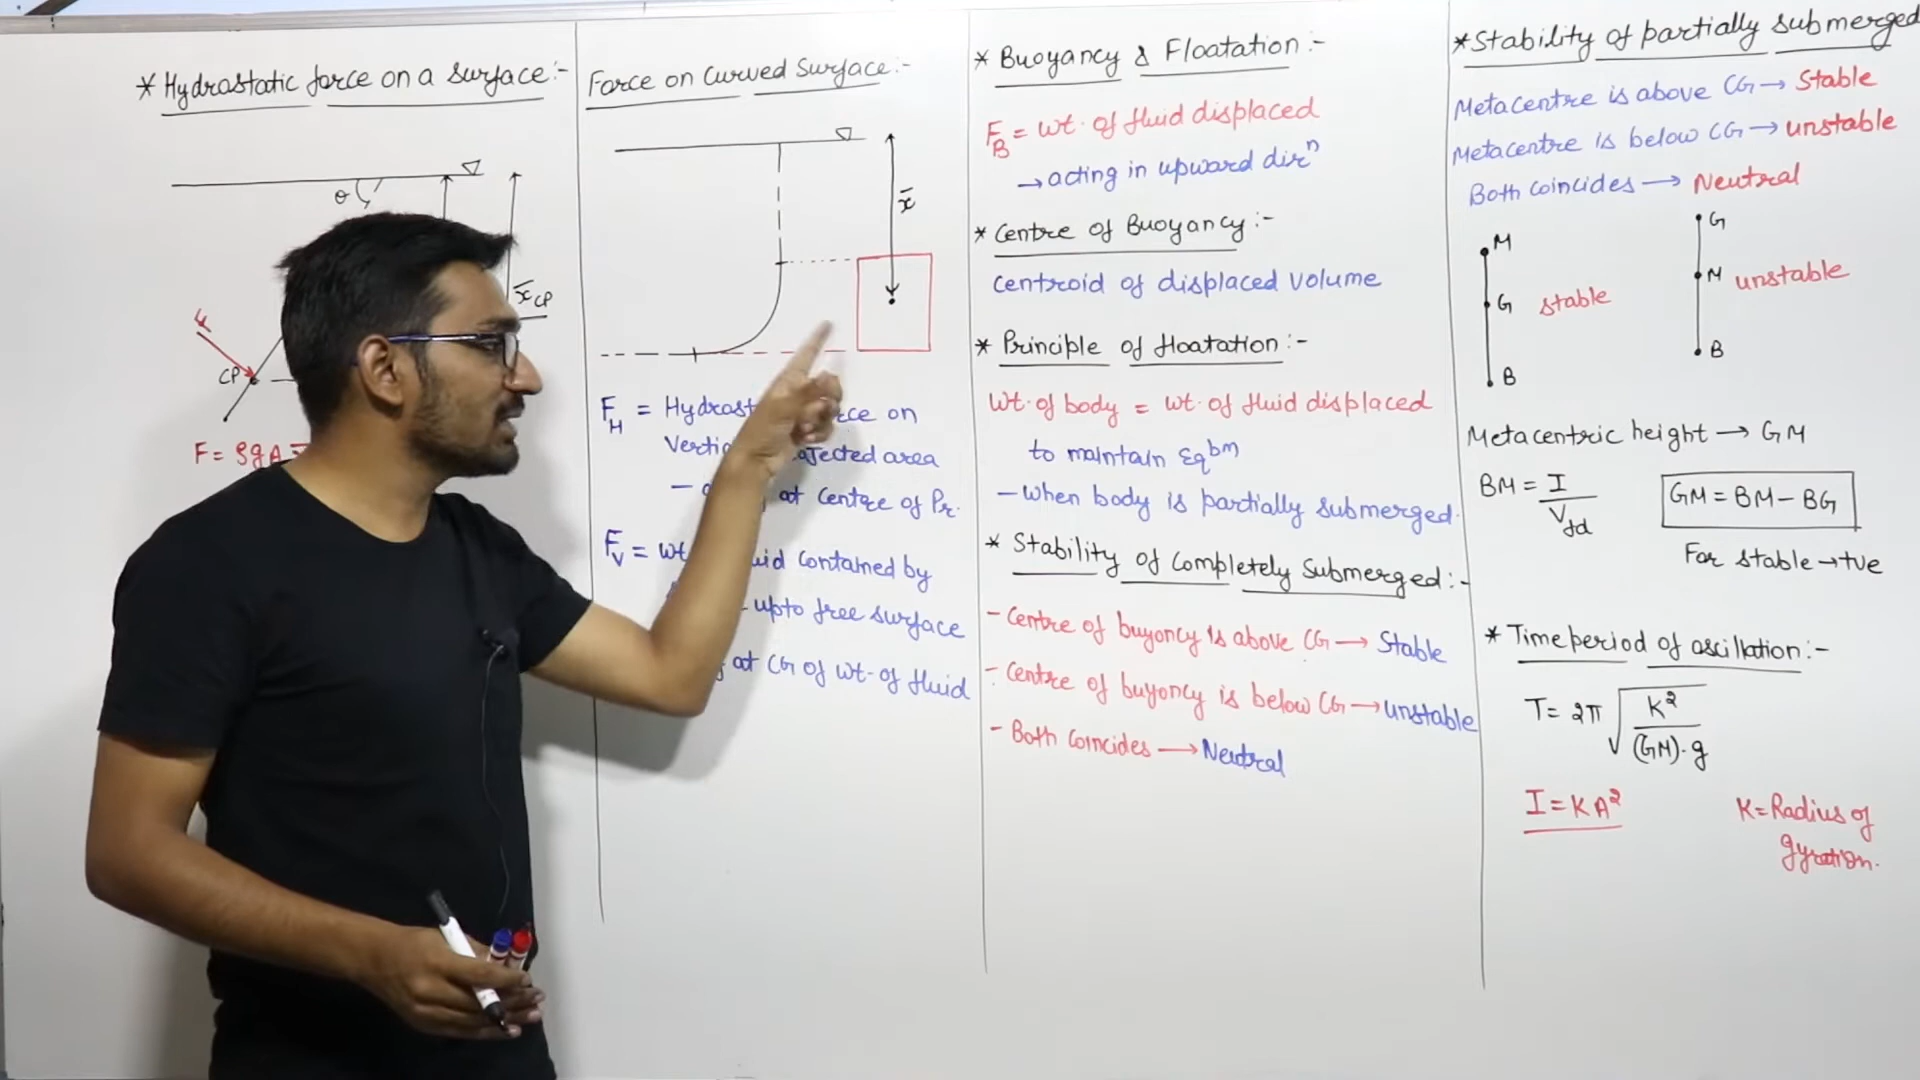 * Hydrostatic force on a surface:-
θ
x̄CP
CP
F = ρgA
Force on Curved Surface:-
x̄
FH = Hydrost ce on
Vertic ojected area
at Centre of Pr.
FV = wt uid contained by
upto free surface
at CG of wt. of fluid
* Buoyancy & Floatation:-
FB = wt. of fluid displaced
→ acting in upward dirⁿ
* Centre of Buoyancy:-
centroid of displaced volume
* Principle of floatation:-
Wt. of body = wt. of fluid displaced
to maintain Eqbm
- when body is partially submerged.
* Stability of Completely Submerged:-
- Centre of buyoncy is above CG → Stable
- Centre of buyoncy is below CG → unstable
- Both Coincides → Neutral
* Stability of partially submerged
Metacentre is above CG → Stable
Metacentre is below CG → unstable
Both Coincides → Neutral
M
G stable
B
G
M unstable
B
Metacentric height → GM
BM = I / Vfd
GM = BM - BG
For stable → +ve
* Time period of oscillation:-
T = 2π √ K² / (GM)·g
I = KA²
K = Radius of
gyration.